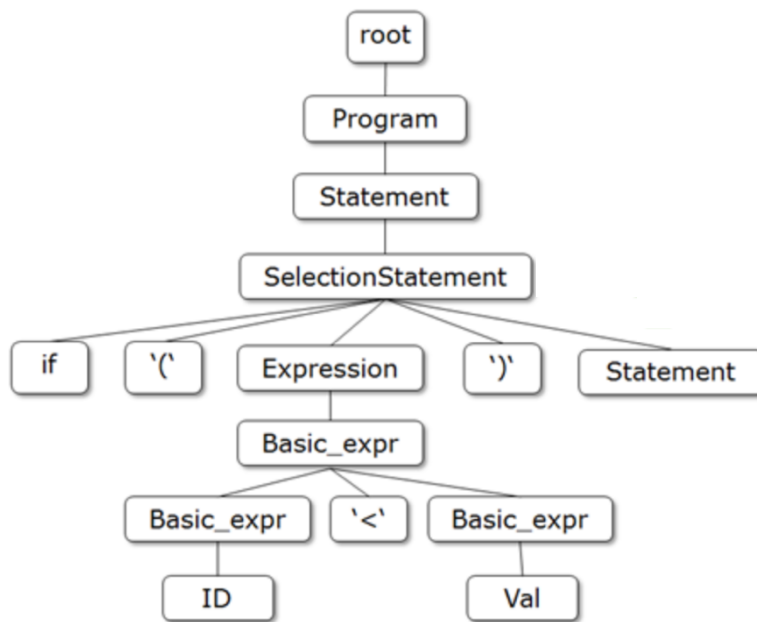 root
Program
Statement
SelectionStatement
if ‘(‘ Expression ‘)‘ Statement
Basic_expr
Basic_expr ‘<‘ Basic_expr
ID Val